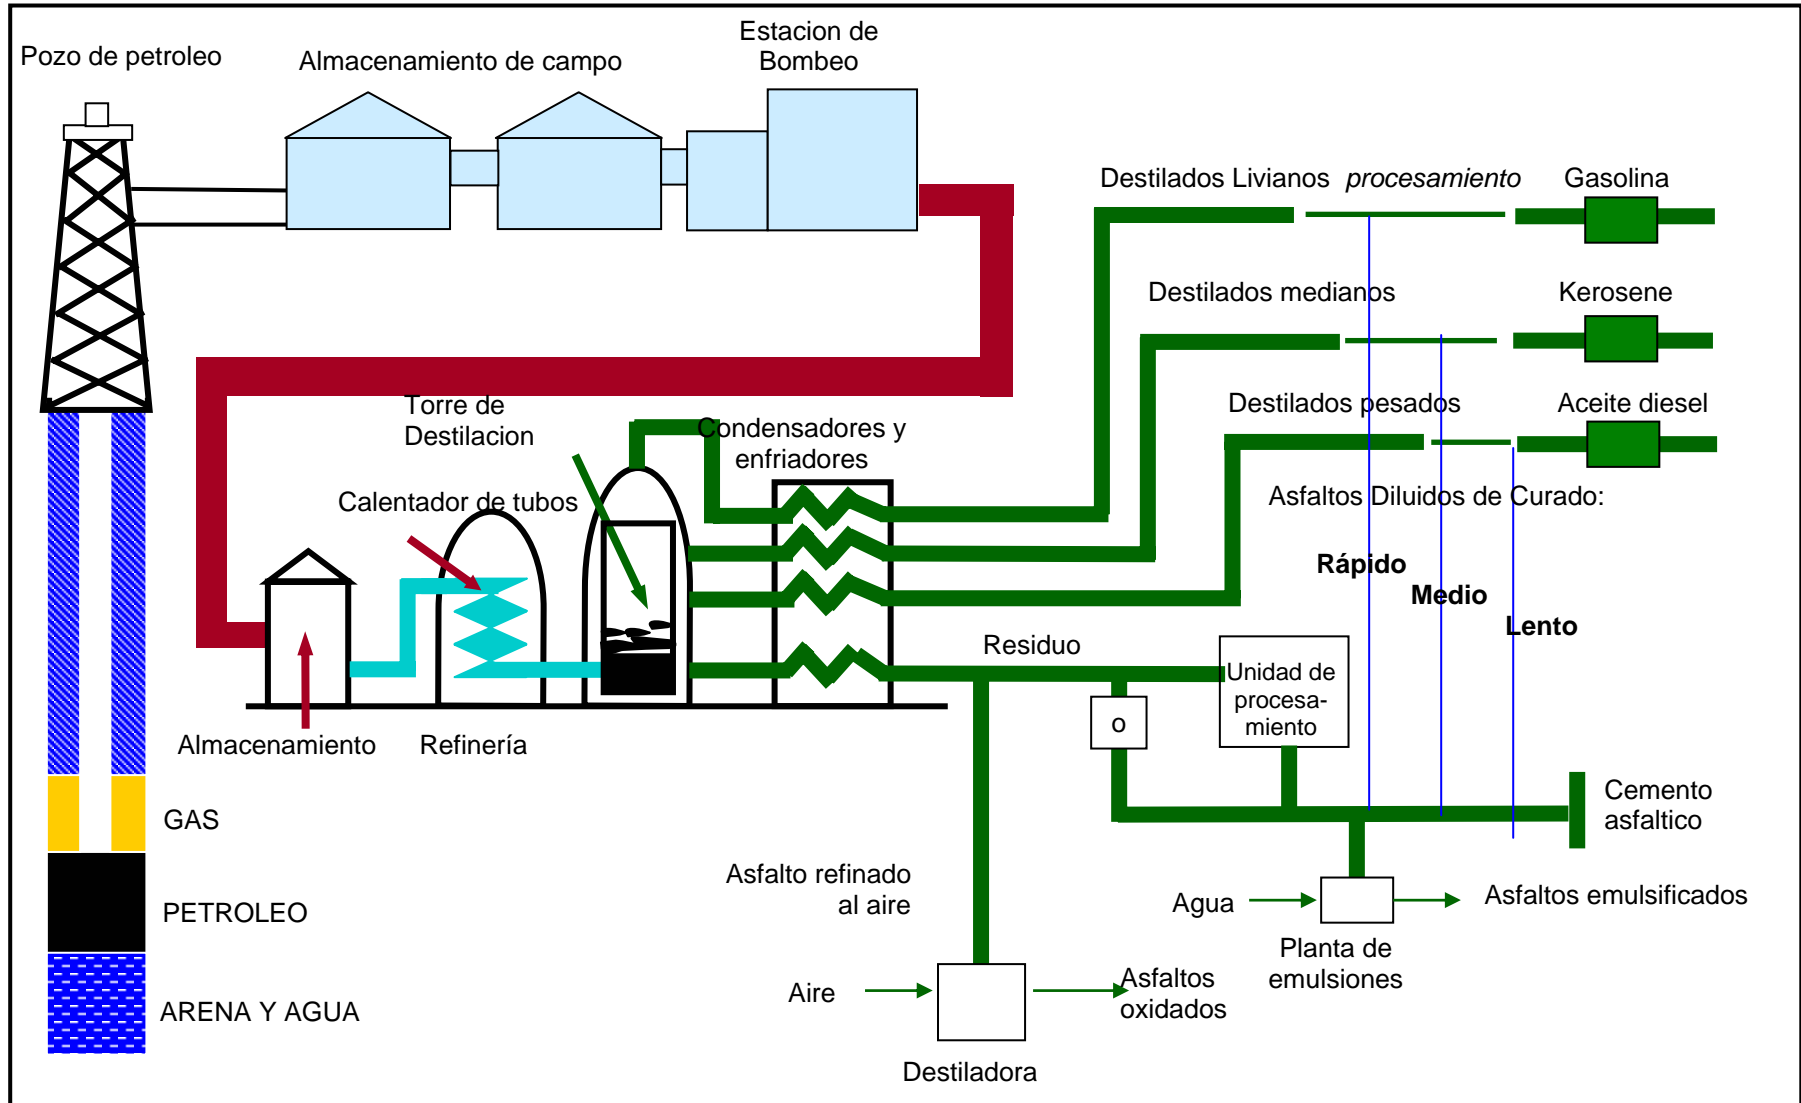 Pozo de petroleo
Almacenamiento de campo
Estacion de
Bombeo
Destilados Livianos procesamiento
Gasolina
Destilados medianos
Kerosene
Destilados pesados
Aceite diesel
Torre de
Destilacion
Condensadores y
enfriadores
Calentador de tubos
Asfaltos Diluidos de Curado:
Rápido
Medio
Lento
Residuo
Unidad de
procesa-
miento
o
Almacenamiento
Refinería
GAS
PETROLEO
ARENA Y AGUA
Cemento
asfaltico
Asfalto refinado
al aire
Agua
Asfaltos emulsificados
Planta de
emulsiones
Aire
Asfaltos
oxidados
Destiladora